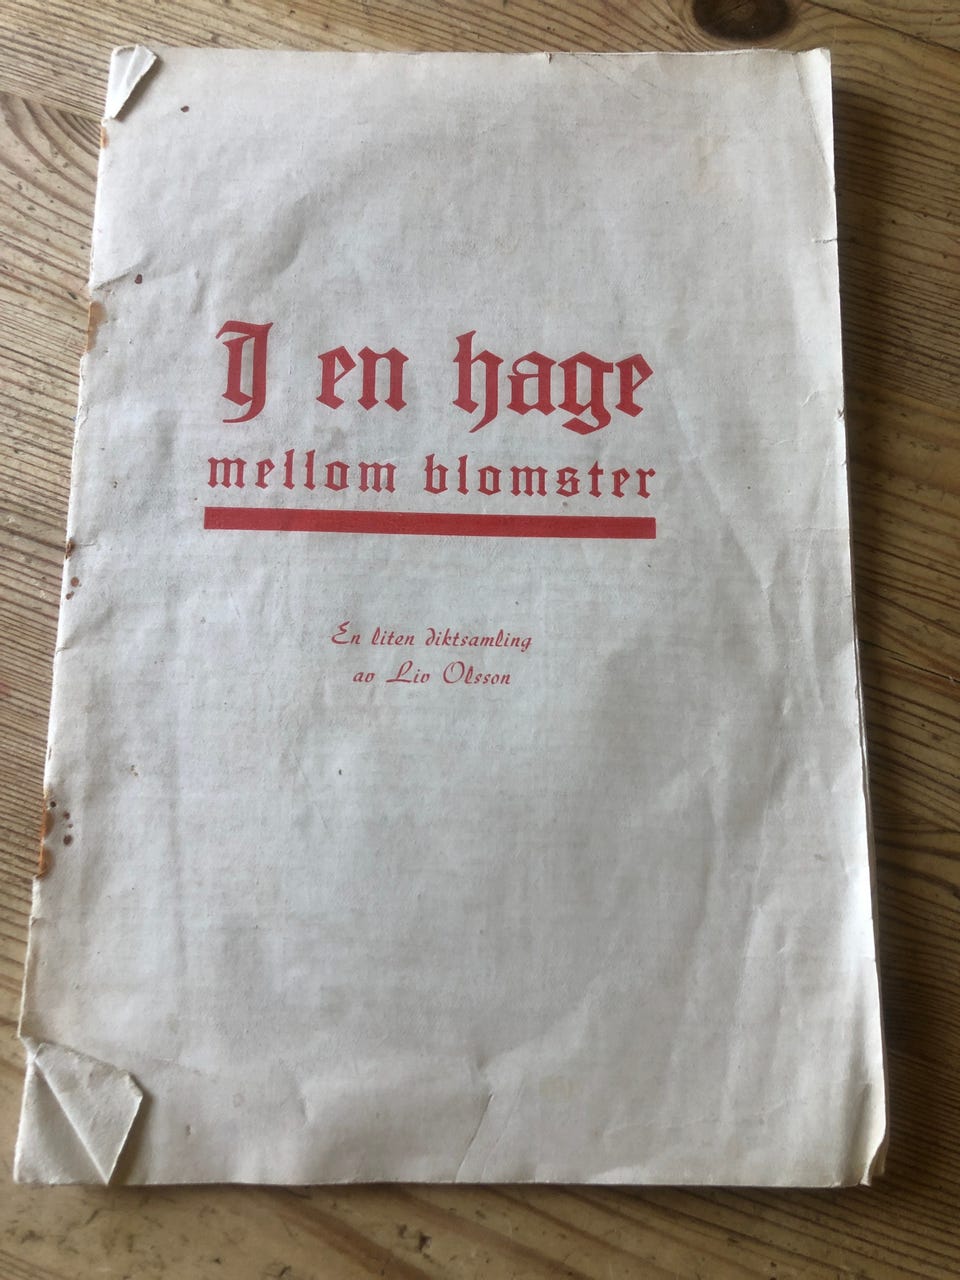 I en hage
mellom blomster
En liten diktsamling
av Liv Olsson